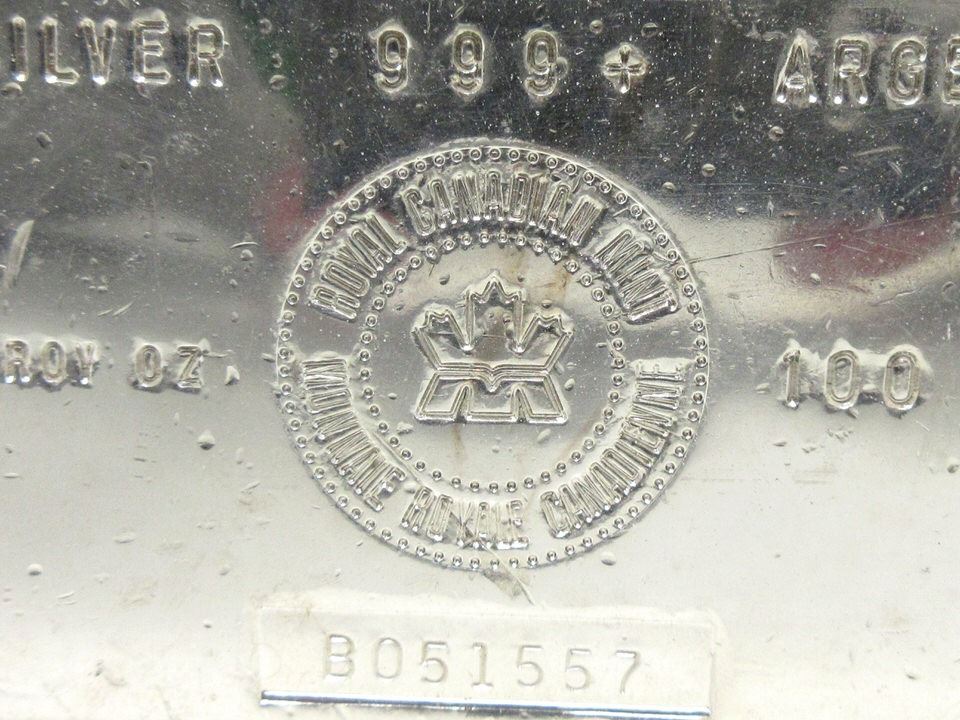 ILVER 999+ ARGE
ROYAL CANADIAN MINT
ROY OZ 100
MONNAIE ROYALE CANADIENNE
B051557